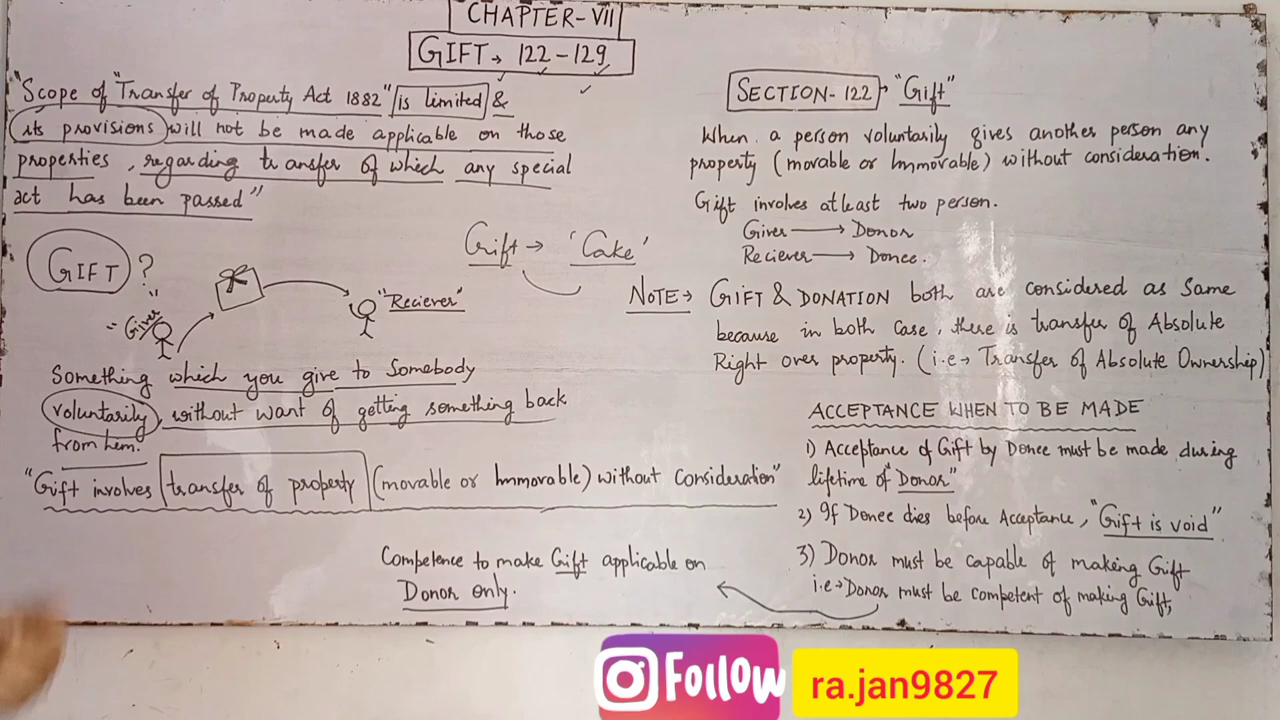 CHAPTER-VII
GIFT → 122-129
"Scope of "Transfer of Property Act 1882" is limited &
its provisions will not be made applicable on those
properties, regarding transfer of which any special
act has been passed"
GIFT ?
"Giver"
"Reciever"
Gift → 'Cake'
Something which you give to Somebody
voluntarily, without want of getting something back
from hem.
"Gift involves transfer of property (movable or Immovable) without Consideration"
Competence to make Gift applicable on
Donor only.
SECTION-122 → "Gift"
When a person voluntarily gives another person any
property (movable or Immovable) without consideration.
Gift involves atleast two person.
Giver → Donor
Reciever → Donee.
NOTE → GIFT & DONATION both are considered as Same
because in both Case, there is transfer of Absolute
Right over property. (i.e → Transfer of Absolute Ownership)
ACCEPTANCE WHEN TO BE MADE
1) Acceptance of Gift by Donee must be made during
lifetime of "Donor"
2) If Donee dies before Acceptance, "Gift is void"
3) Donor must be capable of making Gift
i.e → Donor must be competent of making Gift,
Follow
ra.jan9827